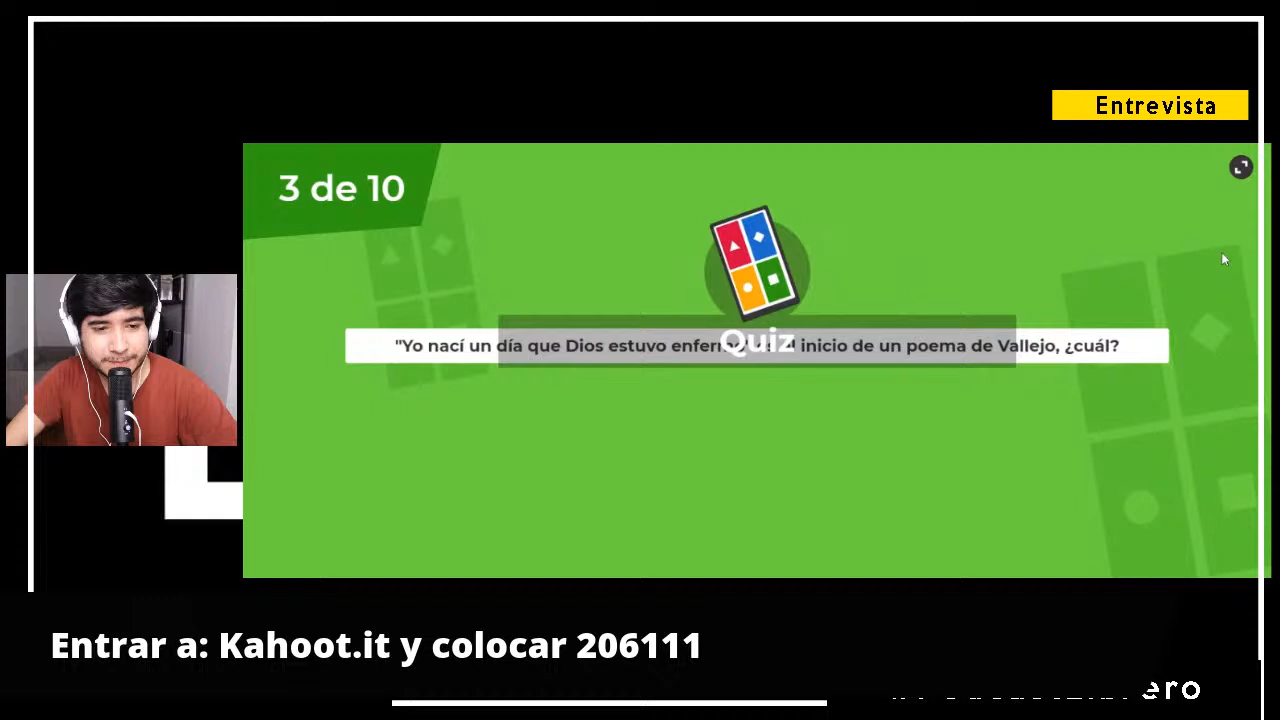 Entrevista
3 de 10
Quiz
"Yo nací un día que Dios estuvo inicio de un poema de Vallejo, ¿cuál?
Entrar a: Kahoot.it y colocar 206111